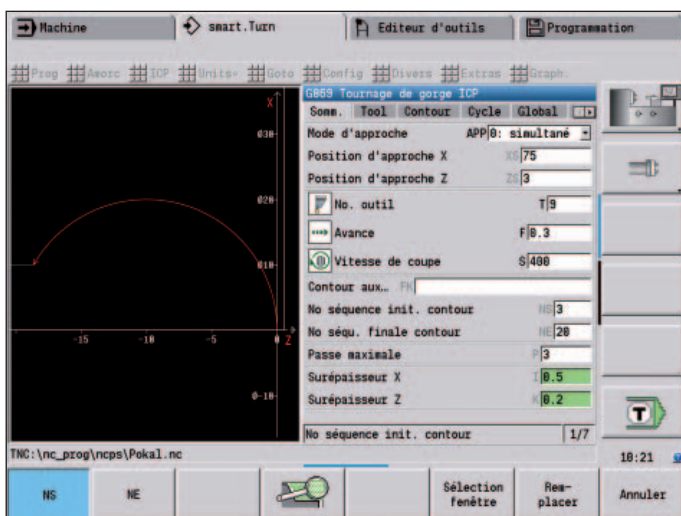 Machine
smart.Turn
Editeur d'outils
Programmation
Prog Amorc ICP Units» Goto Config Divers Extras Graph.
G869 Tournage de gorge ICP
Somm. Tool Contour Cycle Global
Mode d'approche APP 0: simultané
Position d'approche X XS 75
Position d'approche Z ZS 3
No. outil T 9
Avance F 0.3
Vitesse de coupe S 400
Contour aux… FK
No séquence init. contour NS 3
No séqu. finale contour NE 20
Passe maximale P 3
Surépaisseur X I 0.5
Surépaisseur Z K 0.2
No séquence init. contour 1/7
X
Ø30
Ø20
Ø10
-15 -10 -5 0 Z
Ø-10
T
TNC:\nc_prog\ncps\Pokal.nc
10:21
NS
NE
Sélection fenêtre
Rem-
placer
Annuler